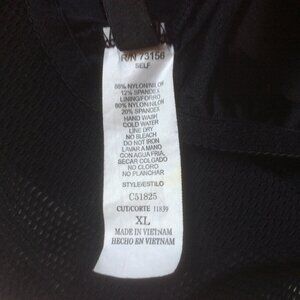 R/N 73156
SELF
88% NYLON/NILON
12% SPANDEX
LINING/FORRO
80% NYLON/NILON
20% SPANDEX
HAND WASH
COLD WATER
LINE DRY
NO BLEACH
DO NOT IRON
LAVAR A MANO
CON AGUA FRIA,
SECAR COLGADO
NO CLORO
NO PLANCHAR
STYLE/ESTILO
C51825
CUT/CORTE 11839
XL
MADE IN VIETNAM
HECHO EN VIETNAM